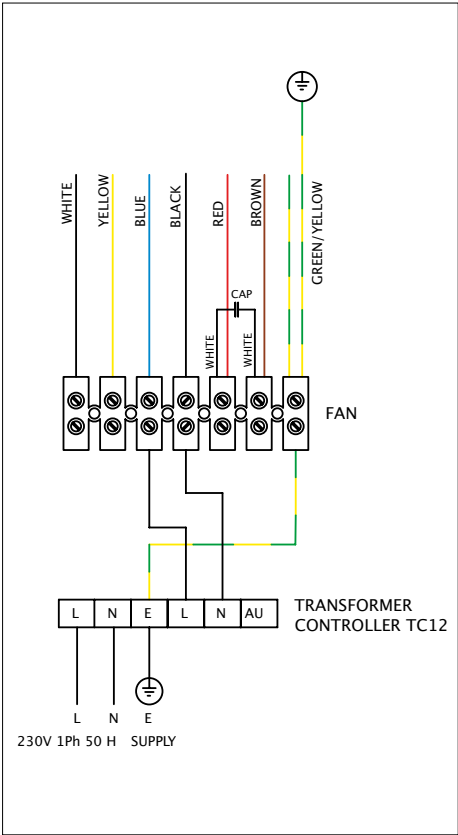 WHITE
YELLOW
BLUE
BLACK
RED
BROWN
GREEN/YELLOW
CAP
WHITE
WHITE
FAN
L N E L N AU
TRANSFORMER
CONTROLLER TC12
L N E
230V 1Ph 50 H SUPPLY